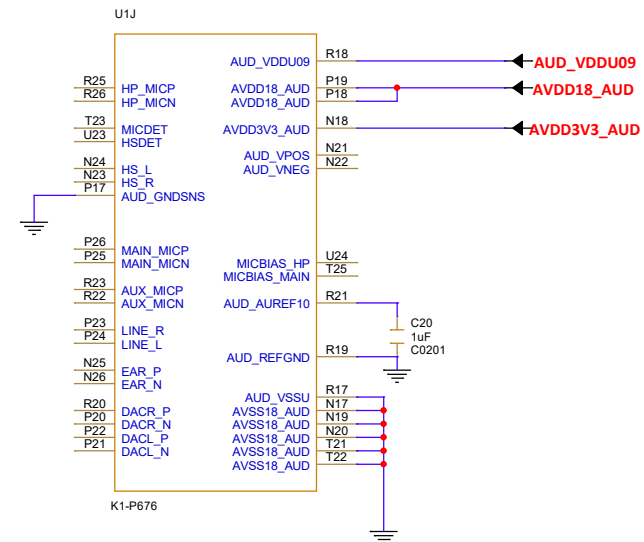 U1J
AUD_VDDU09 R18 AUD_VDDU09
R25 HP_MICP AVDD18_AUD P19 AVDD18_AUD
R26 HP_MICN AVDD18_AUD P18
T23 MICDET AVDD3V3_AUD N18 AVDD3V3_AUD
U23 HSDET
AUD_VPOS N21
N24 HS_L AUD_VNEG N22
N23 HS_R
P17 AUD_GNDSNS
P26 MAIN_MICP
P25 MAIN_MICN MICBIAS_HP U24
MICBIAS_MAIN T25
R23 AUX_MICP
R22 AUX_MICN AUD_AUREF10 R21
C20
P23 LINE_R 1uF
P24 LINE_L C0201
AUD_REFGND R19
N25 EAR_P
N26 EAR_N
AUD_VSSU R17
R20 DACR_P AVSS18_AUD N17
P20 DACR_N AVSS18_AUD N19
P22 DACL_P AVSS18_AUD N20
P21 DACL_N AVSS18_AUD T21
AVSS18_AUD T22
K1-P676